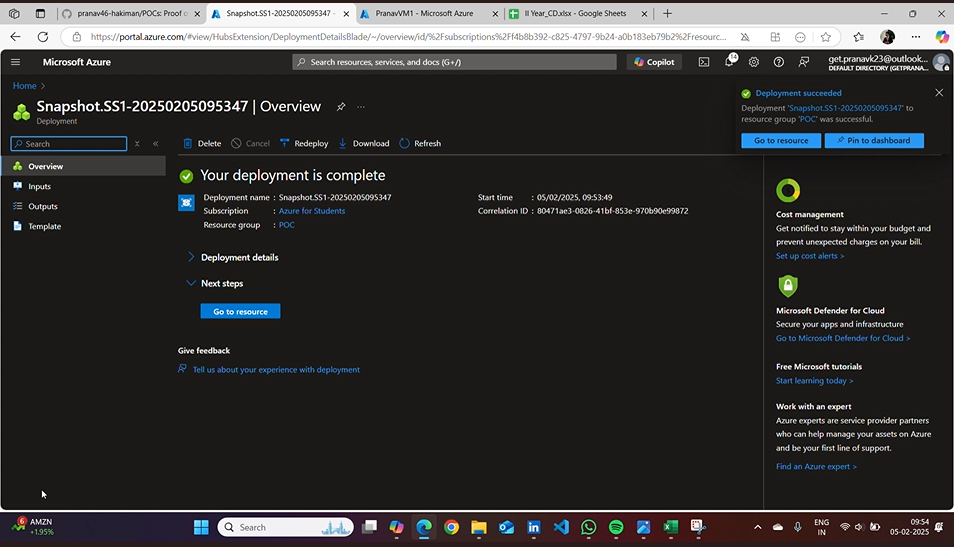 pranav46-hakiman/POCs: Proof o
Snapshot.SS1-20250205095347 -
PranavVM1 - Microsoft Azure
II Year_CD.xlsx - Google Sheets
https://portal.azure.com/#view/HubsExtension/DeploymentDetailsBlade/~/overview/id/%2Fsubscriptions%2Ff4b8b392-c825-4797-9b24-a0b183eb79b2%2Fresourc...
Microsoft Azure
Search resources, services, and docs (G+/)
Copilot
14
get.pranavk23@outlook...
DEFAULT DIRECTORY (GETPRANA...
Home >
Snapshot.SS1-20250205095347 | Overview
Deployment
Search
Delete
Cancel
Redeploy
Download
Refresh
Overview
Inputs
Outputs
Template
Your deployment is complete
Deployment name : Snapshot.SS1-20250205095347
Subscription : Azure for Students
Resource group : POC
Start time : 05/02/2025, 09:53:49
Correlation ID : 80471ae3-0826-41bf-853e-970b90e99872
Deployment details
Next steps
Go to resource
Give feedback
Tell us about your experience with deployment
Deployment succeeded
Deployment 'Snapshot.SS1-20250205095347' to
resource group 'POC' was successful.
Go to resource
Pin to dashboard
Cost management
Get notified to stay within your budget and
prevent unexpected charges on your bill.
Set up cost alerts >
Microsoft Defender for Cloud
Secure your apps and infrastructure
Go to Microsoft Defender for Cloud >
Free Microsoft tutorials
Start learning today >
Work with an expert
Azure experts are service provider partners
who can help manage your assets on Azure
and be your first line of support.
Find an Azure expert >
6
AMZN
+1.95%
Search
ENG
IN
09:54
05-02-2025